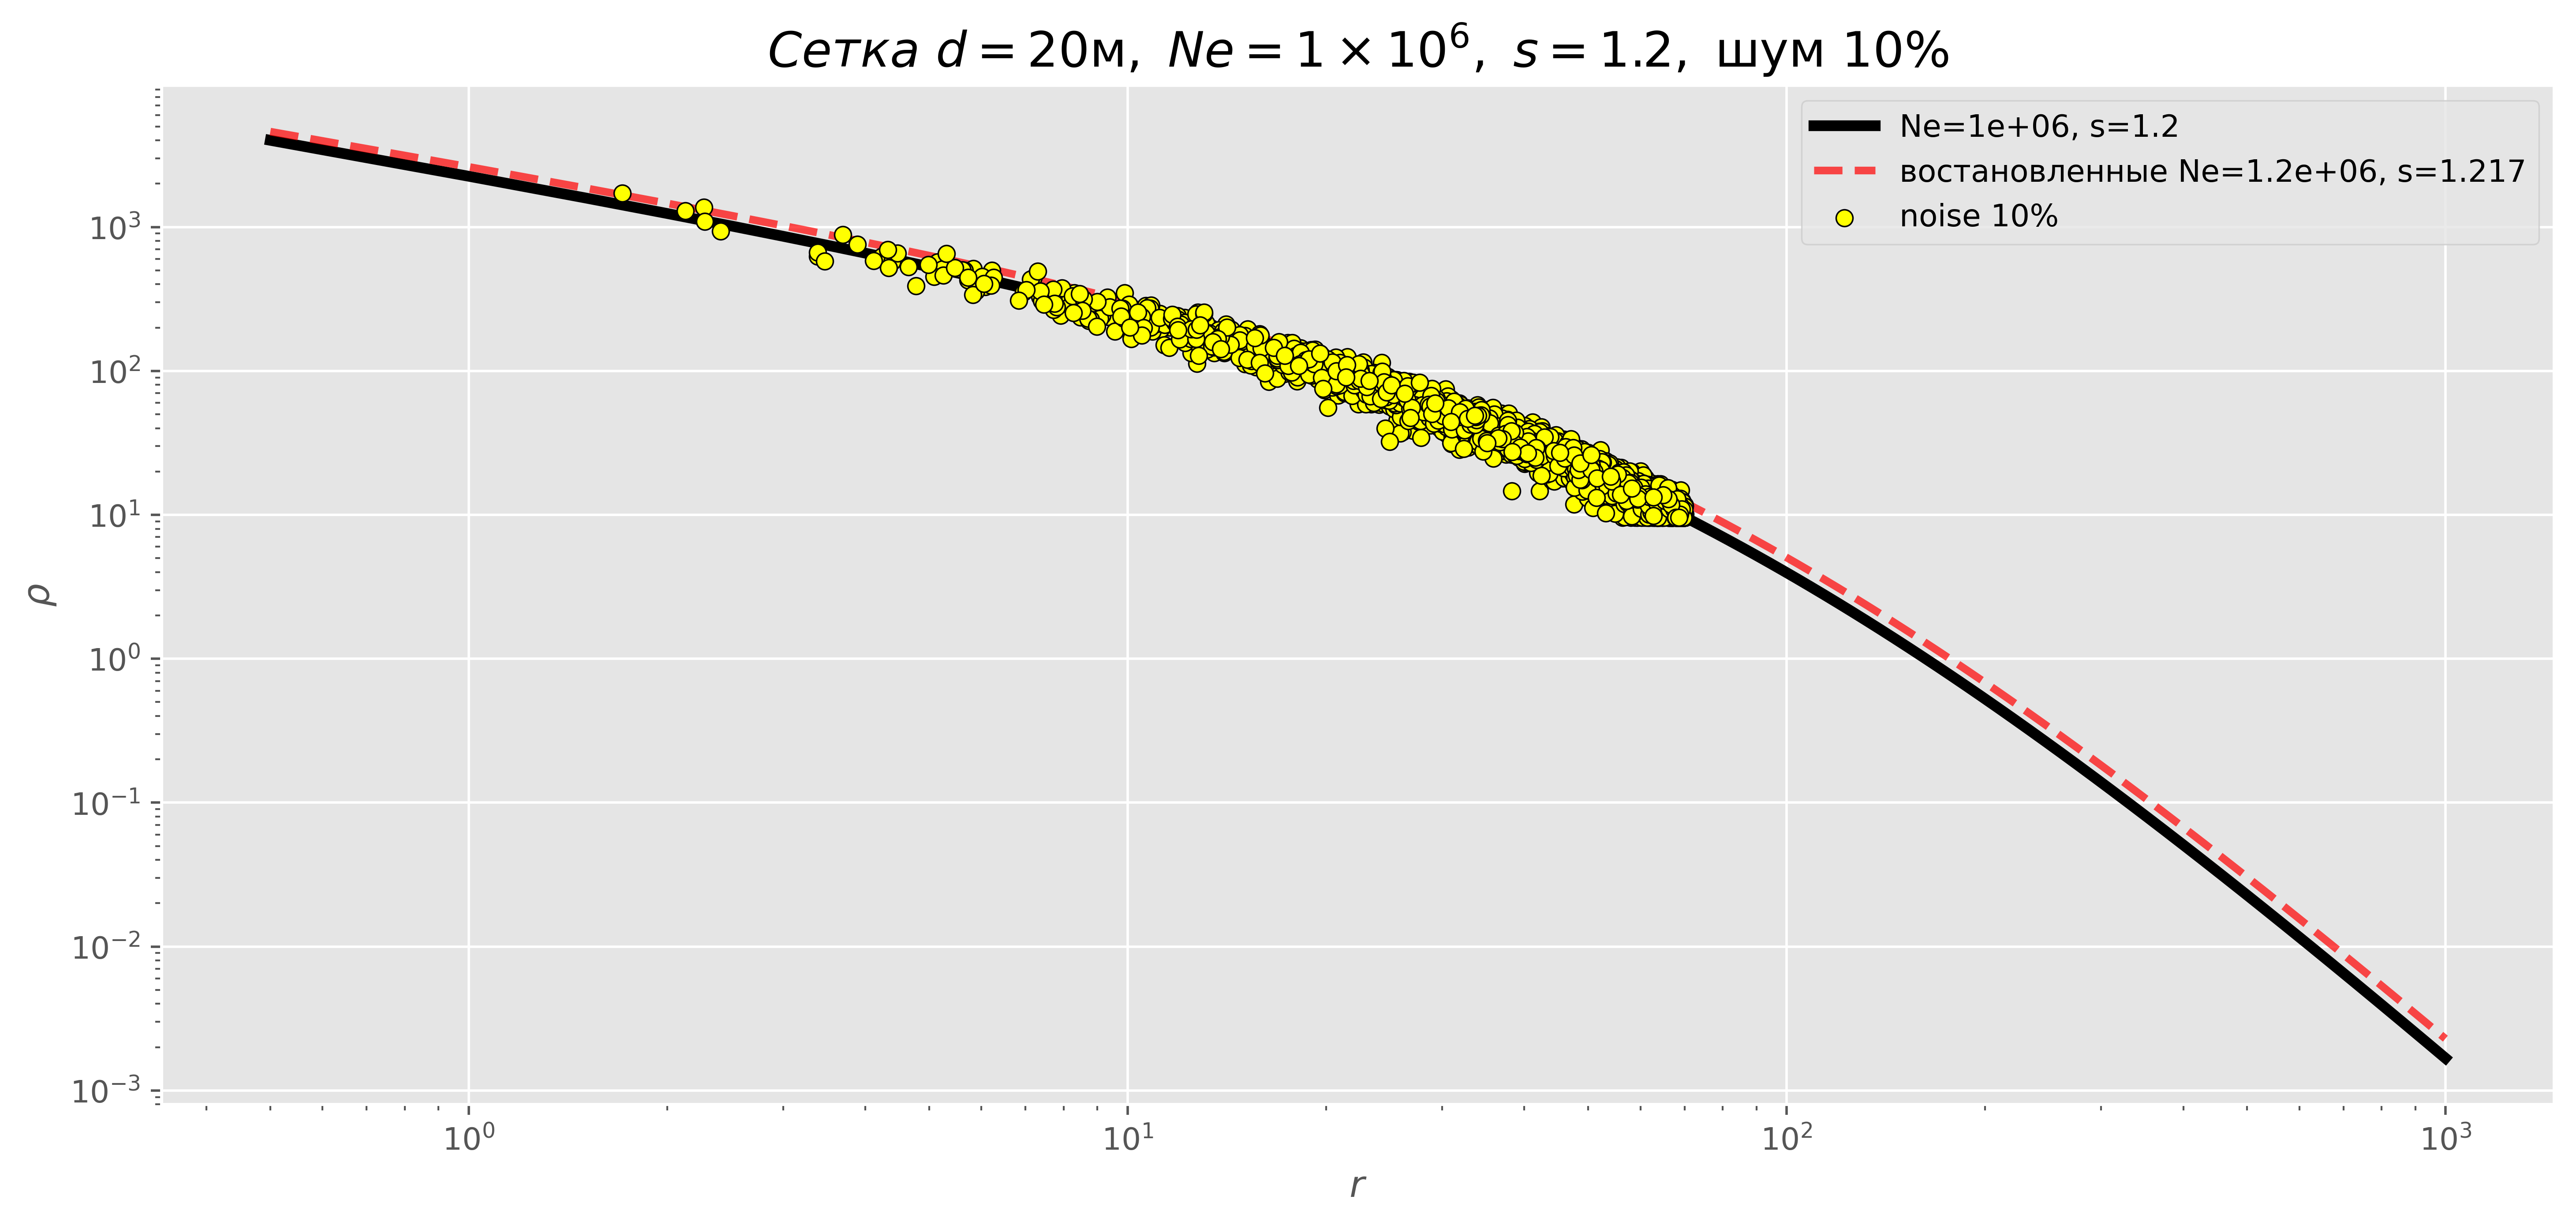 Сетка d = 20м, Ne = 1 × 10⁶, s = 1.2, шум 10%
Ne=1e+06, s=1.2
востановленные Ne=1.2e+06, s=1.217
noise 10%
10³
10²
10¹
10⁰
10⁻¹
10⁻²
10⁻³
ρ
10⁰ 10¹ 10² 10³
r